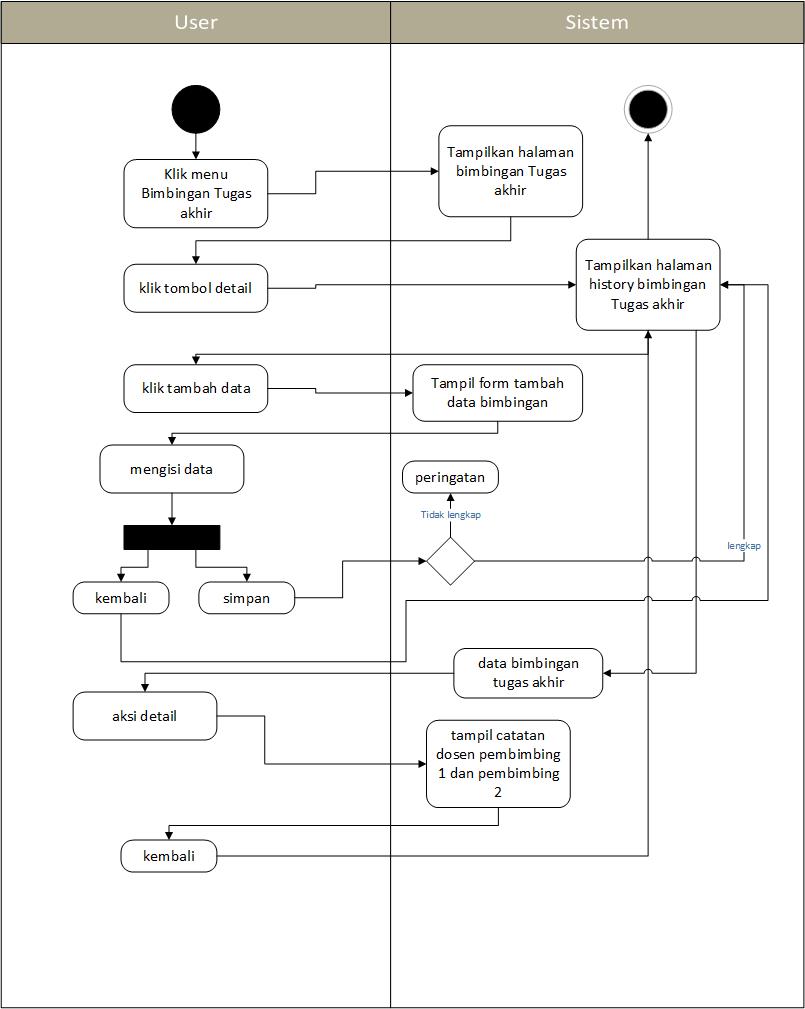 User
Sistem
Klik menu
Bimbingan Tugas
akhir
Tampilkan halaman
bimbingan Tugas
akhir
klik tombol detail
Tampilkan halaman
history bimbingan
Tugas akhir
klik tambah data
Tampil form tambah
data bimbingan
mengisi data
peringatan
Tidak lengkap
lengkap
kembali
simpan
data bimbingan
tugas akhir
aksi detail
tampil catatan
dosen pembimbing
1 dan pembimbing
2
kembali